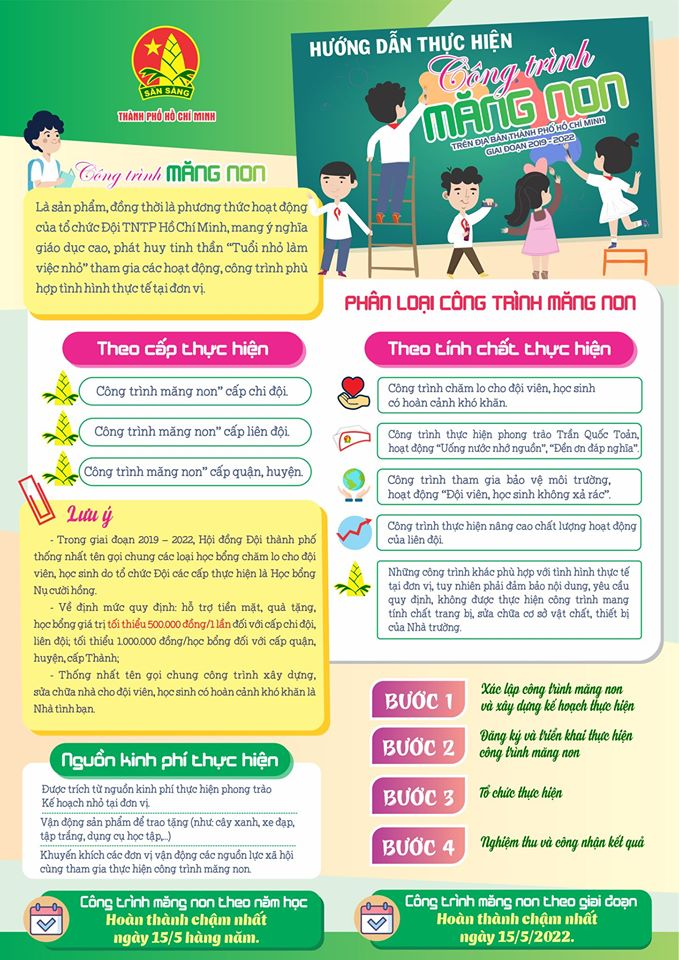 SẴN SÀNG
THÀNH PHỐ HỒ CHÍ MINH
HƯỚNG DẪN THỰC HIỆN
Công trình
MĂNG NON
TRÊN ĐỊA BÀN THÀNH PHỐ HỒ CHÍ MINH
GIAI ĐOẠN 2019 - 2022
Công trình MĂNG NON
Là sản phẩm, đồng thời là phương thức hoạt động
của tổ chức Đội TNTP Hồ Chí Minh, mang ý nghĩa
giáo dục cao, phát huy tinh thần “Tuổi nhỏ làm
việc nhỏ” tham gia các hoạt động, công trình phù
hợp tình hình thực tế tại đơn vị.
PHÂN LOẠI CÔNG TRÌNH MĂNG NON
Theo cấp thực hiện
Công trình măng non” cấp chi đội.
Công trình măng non” cấp liên đội.
Công trình măng non” cấp quận, huyện.
Theo tính chất thực hiện
Công trình chăm lo cho đội viên, học sinh
có hoàn cảnh khó khăn.
Công trình thực hiện phong trào Trần Quốc Toản,
hoạt động “Uống nước nhớ nguồn”, “Đền ơn đáp nghĩa”.
Công trình tham gia bảo vệ môi trường,
hoạt động “Đội viên, học sinh không xả rác”.
Công trình thực hiện nâng cao chất lượng hoạt động
của liên đội.
Những công trình khác phù hợp với tình hình thực tế
tại đơn vị, tuy nhiên phải đảm bảo nội dung, yêu cầu
quy định, không được thực hiện công trình mang
tính chất trang bị, sửa chữa cơ sở vật chất, thiết bị
của Nhà trường.
Lưu ý
- Trong giai đoạn 2019 – 2022, Hội đồng Đội thành phố
thống nhất tên gọi chung các loại học bổng chăm lo cho đội
viên, học sinh do tổ chức Đội các cấp thực hiện là Học bổng
Nụ cười hồng.
- Về định mức quy định: hỗ trợ tiền mặt, quà tặng,
học bổng giá trị tối thiểu 500.000 đồng/1 lần đối với cấp chi đội,
liên đội; tối thiểu 1.000.000 đồng/học bổng đối với cấp quận,
huyện, cấp Thành;
- Thống nhất tên gọi chung công trình xây dựng,
sửa chữa nhà cho đội viên, học sinh có hoàn cảnh khó khăn là
Nhà tình bạn.
Nguồn kinh phí thực hiện
Được trích từ nguồn kinh phí thực hiện phong trào
Kế hoạch nhỏ tại đơn vị.
Vận động sản phẩm để trao tặng (như: cây xanh, xe đạp,
tập trắng, dụng cụ học tập,...)
Khuyến khích các đơn vị vận động các nguồn lực xã hội
cùng tham gia thực hiện công trình măng non.
BƯỚC 1
Xác lập công trình măng non
và xây dựng kế hoạch thực hiện
BƯỚC 2
Đăng ký và triển khai thực hiện
công trình măng non
BƯỚC 3
Tổ chức thực hiện
BƯỚC 4
Nghiệm thu và công nhận kết quả
Công trình măng non theo năm học
Hoàn thành chậm nhất
ngày 15/5 hàng năm.
Công trình măng non theo giai đoạn
Hoàn thành chậm nhất
ngày 15/5/2022.